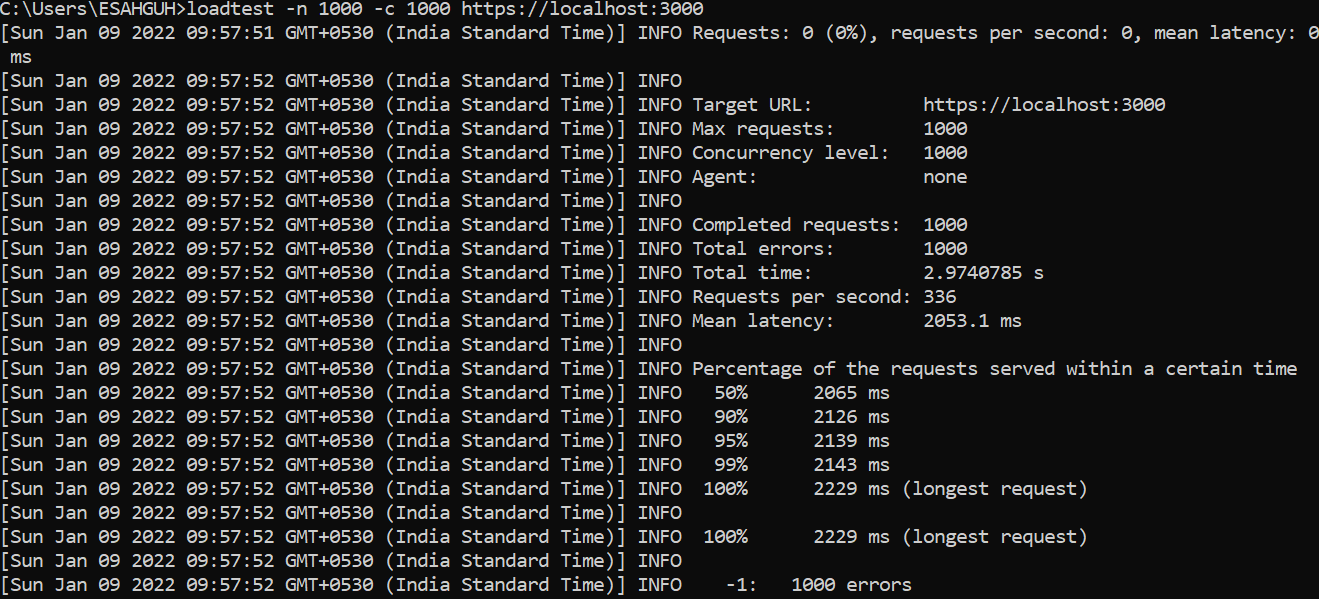 C:\Users\ESAHGUH>loadtest -n 1000 -c 1000 https://localhost:3000
[Sun Jan 09 2022 09:57:51 GMT+0530 (India Standard Time)] INFO Requests: 0 (0%), requests per second: 0, mean latency: 0
 ms
[Sun Jan 09 2022 09:57:52 GMT+0530 (India Standard Time)] INFO
[Sun Jan 09 2022 09:57:52 GMT+0530 (India Standard Time)] INFO Target URL:          https://localhost:3000
[Sun Jan 09 2022 09:57:52 GMT+0530 (India Standard Time)] INFO Max requests:        1000
[Sun Jan 09 2022 09:57:52 GMT+0530 (India Standard Time)] INFO Concurrency level:   1000
[Sun Jan 09 2022 09:57:52 GMT+0530 (India Standard Time)] INFO Agent:               none
[Sun Jan 09 2022 09:57:52 GMT+0530 (India Standard Time)] INFO
[Sun Jan 09 2022 09:57:52 GMT+0530 (India Standard Time)] INFO Completed requests:  1000
[Sun Jan 09 2022 09:57:52 GMT+0530 (India Standard Time)] INFO Total errors:        1000
[Sun Jan 09 2022 09:57:52 GMT+0530 (India Standard Time)] INFO Total time:          2.9740785 s
[Sun Jan 09 2022 09:57:52 GMT+0530 (India Standard Time)] INFO Requests per second: 336
[Sun Jan 09 2022 09:57:52 GMT+0530 (India Standard Time)] INFO Mean latency:        2053.1 ms
[Sun Jan 09 2022 09:57:52 GMT+0530 (India Standard Time)] INFO
[Sun Jan 09 2022 09:57:52 GMT+0530 (India Standard Time)] INFO Percentage of the requests served within a certain time
[Sun Jan 09 2022 09:57:52 GMT+0530 (India Standard Time)] INFO   50%      2065 ms
[Sun Jan 09 2022 09:57:52 GMT+0530 (India Standard Time)] INFO   90%      2126 ms
[Sun Jan 09 2022 09:57:52 GMT+0530 (India Standard Time)] INFO   95%      2139 ms
[Sun Jan 09 2022 09:57:52 GMT+0530 (India Standard Time)] INFO   99%      2143 ms
[Sun Jan 09 2022 09:57:52 GMT+0530 (India Standard Time)] INFO  100%      2229 ms (longest request)
[Sun Jan 09 2022 09:57:52 GMT+0530 (India Standard Time)] INFO
[Sun Jan 09 2022 09:57:52 GMT+0530 (India Standard Time)] INFO  100%      2229 ms (longest request)
[Sun Jan 09 2022 09:57:52 GMT+0530 (India Standard Time)] INFO
[Sun Jan 09 2022 09:57:52 GMT+0530 (India Standard Time)] INFO    -1:   1000 errors